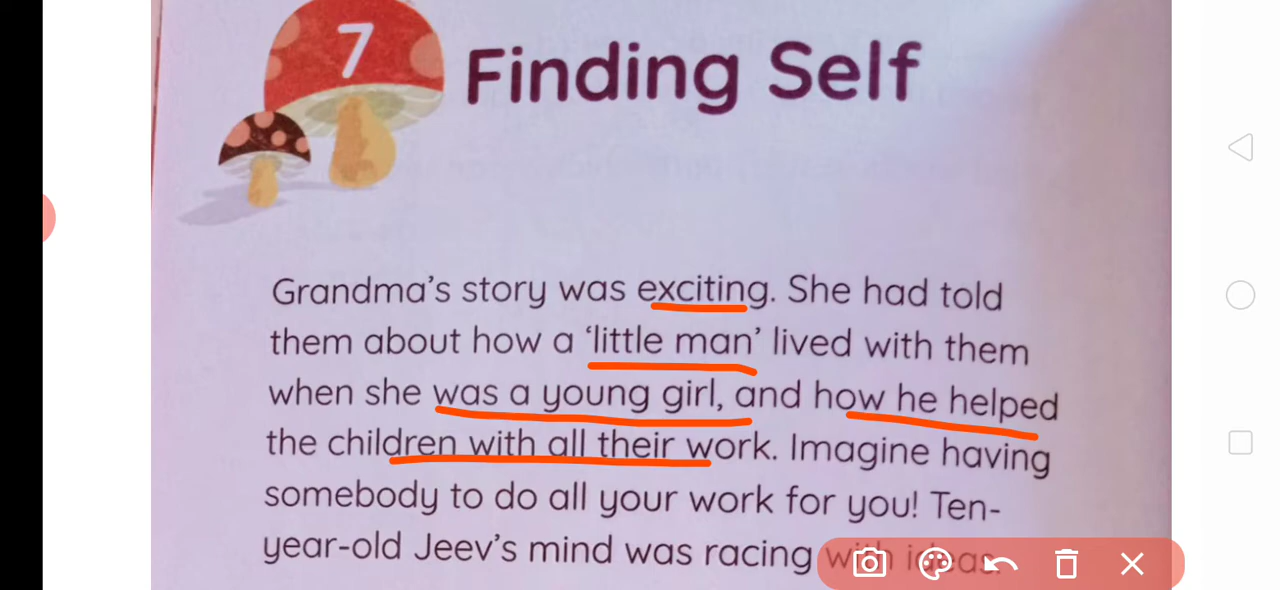 7
Finding Self
Grandma's story was exciting. She had told
them about how a ‘little man’ lived with them
when she was a young girl, and how he helped
the children with all their work. Imagine having
somebody to do all your work for you! Ten-
year-old Jeev's mind was racing with ideas.